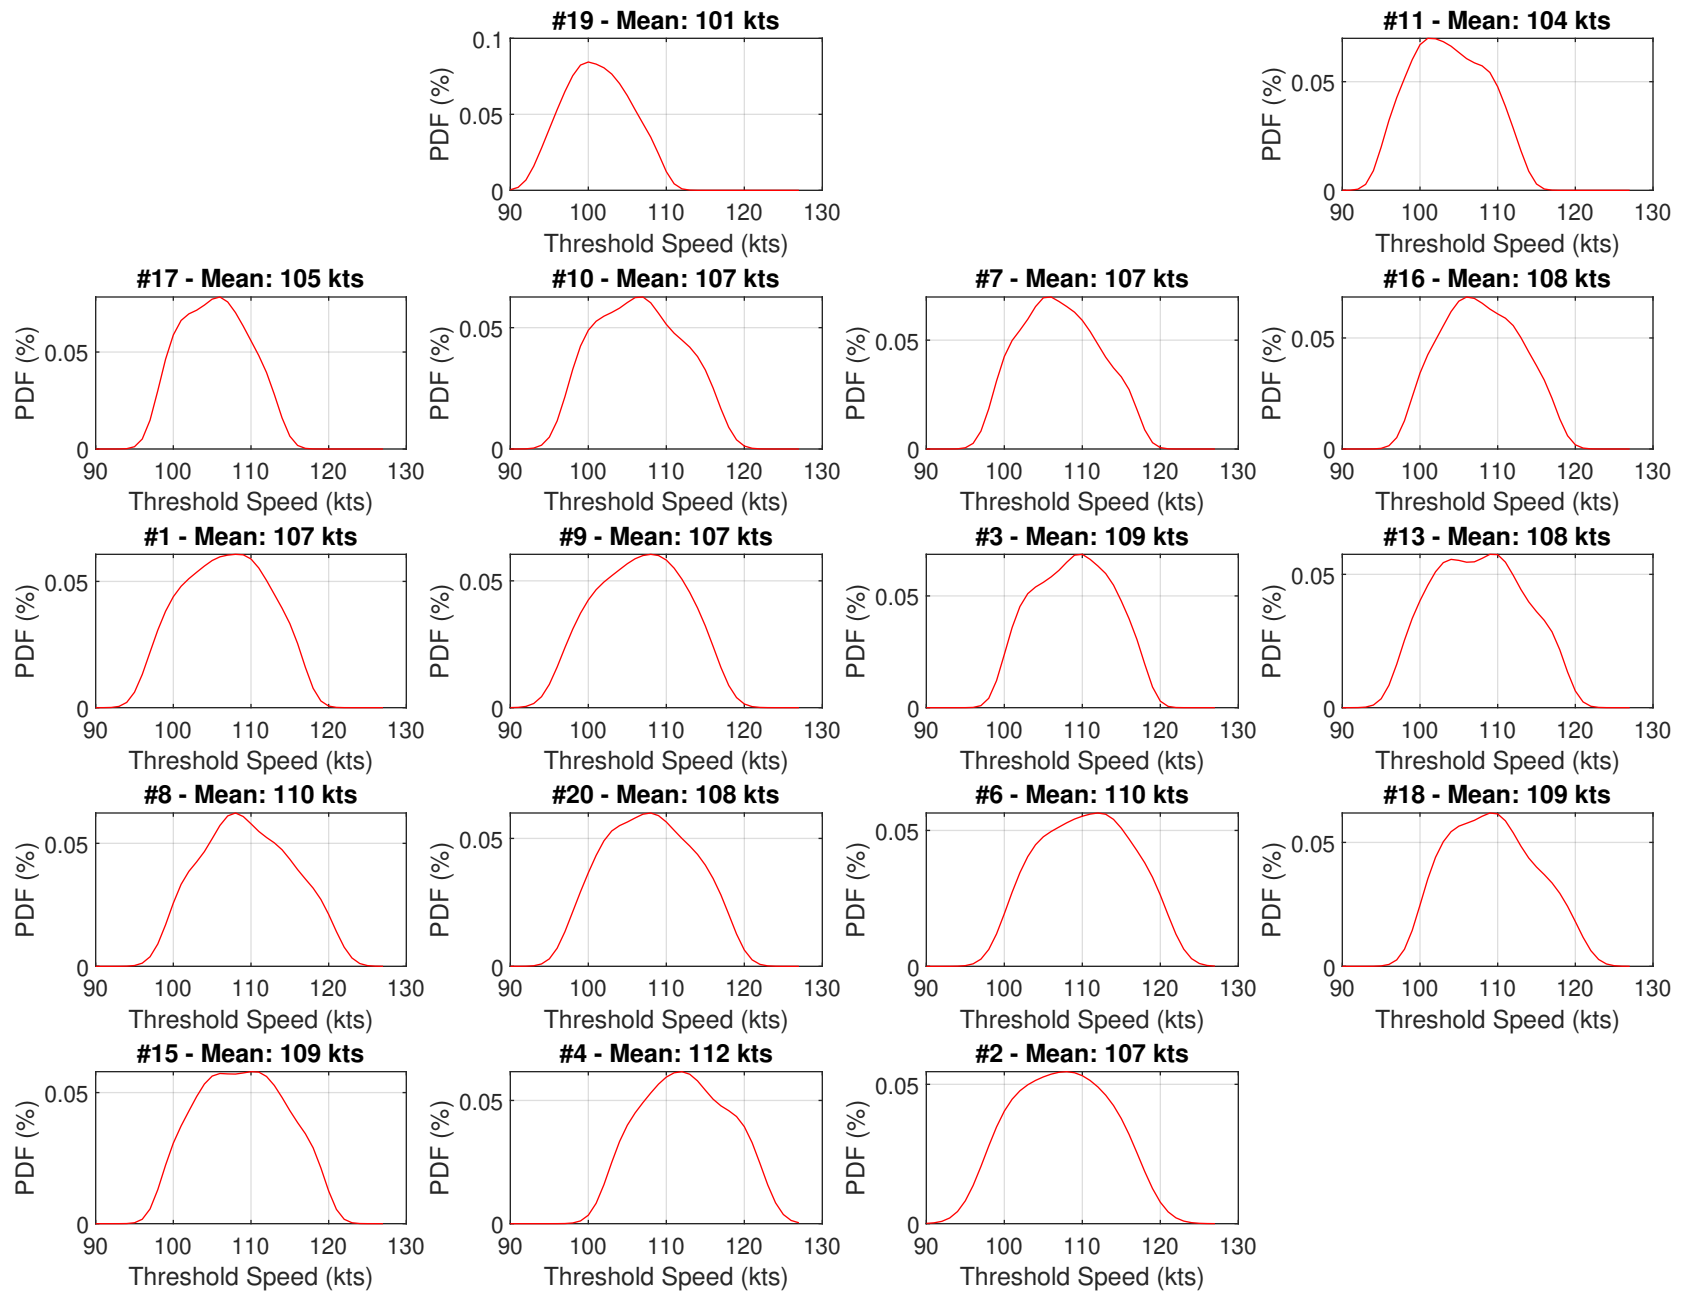 #19 - Mean: 101 kts
PDF (%)
0.1
0.05
0
90 100 110 120 130
Threshold Speed (kts)
#11 - Mean: 104 kts
PDF (%)
0.05
0
90 100 110 120 130
Threshold Speed (kts)
#17 - Mean: 105 kts
PDF (%)
0.05
0
90 100 110 120 130
Threshold Speed (kts)
#10 - Mean: 107 kts
PDF (%)
0.05
0
90 100 110 120 130
Threshold Speed (kts)
#7 - Mean: 107 kts
PDF (%)
0.05
0
90 100 110 120 130
Threshold Speed (kts)
#16 - Mean: 108 kts
PDF (%)
0.05
0
90 100 110 120 130
Threshold Speed (kts)
#1 - Mean: 107 kts
PDF (%)
0.05
0
90 100 110 120 130
Threshold Speed (kts)
#9 - Mean: 107 kts
PDF (%)
0.05
0
90 100 110 120 130
Threshold Speed (kts)
#3 - Mean: 109 kts
PDF (%)
0.05
0
90 100 110 120 130
Threshold Speed (kts)
#13 - Mean: 108 kts
PDF (%)
0.05
0
90 100 110 120 130
Threshold Speed (kts)
#8 - Mean: 110 kts
PDF (%)
0.05
0
90 100 110 120 130
Threshold Speed (kts)
#20 - Mean: 108 kts
PDF (%)
0.05
0
90 100 110 120 130
Threshold Speed (kts)
#6 - Mean: 110 kts
PDF (%)
0.05
0
90 100 110 120 130
Threshold Speed (kts)
#18 - Mean: 109 kts
PDF (%)
0.05
0
90 100 110 120 130
Threshold Speed (kts)
#15 - Mean: 109 kts
PDF (%)
0.05
0
90 100 110 120 130
Threshold Speed (kts)
#4 - Mean: 112 kts
PDF (%)
0.05
0
90 100 110 120 130
Threshold Speed (kts)
#2 - Mean: 107 kts
PDF (%)
0.05
0
90 100 110 120 130
Threshold Speed (kts)